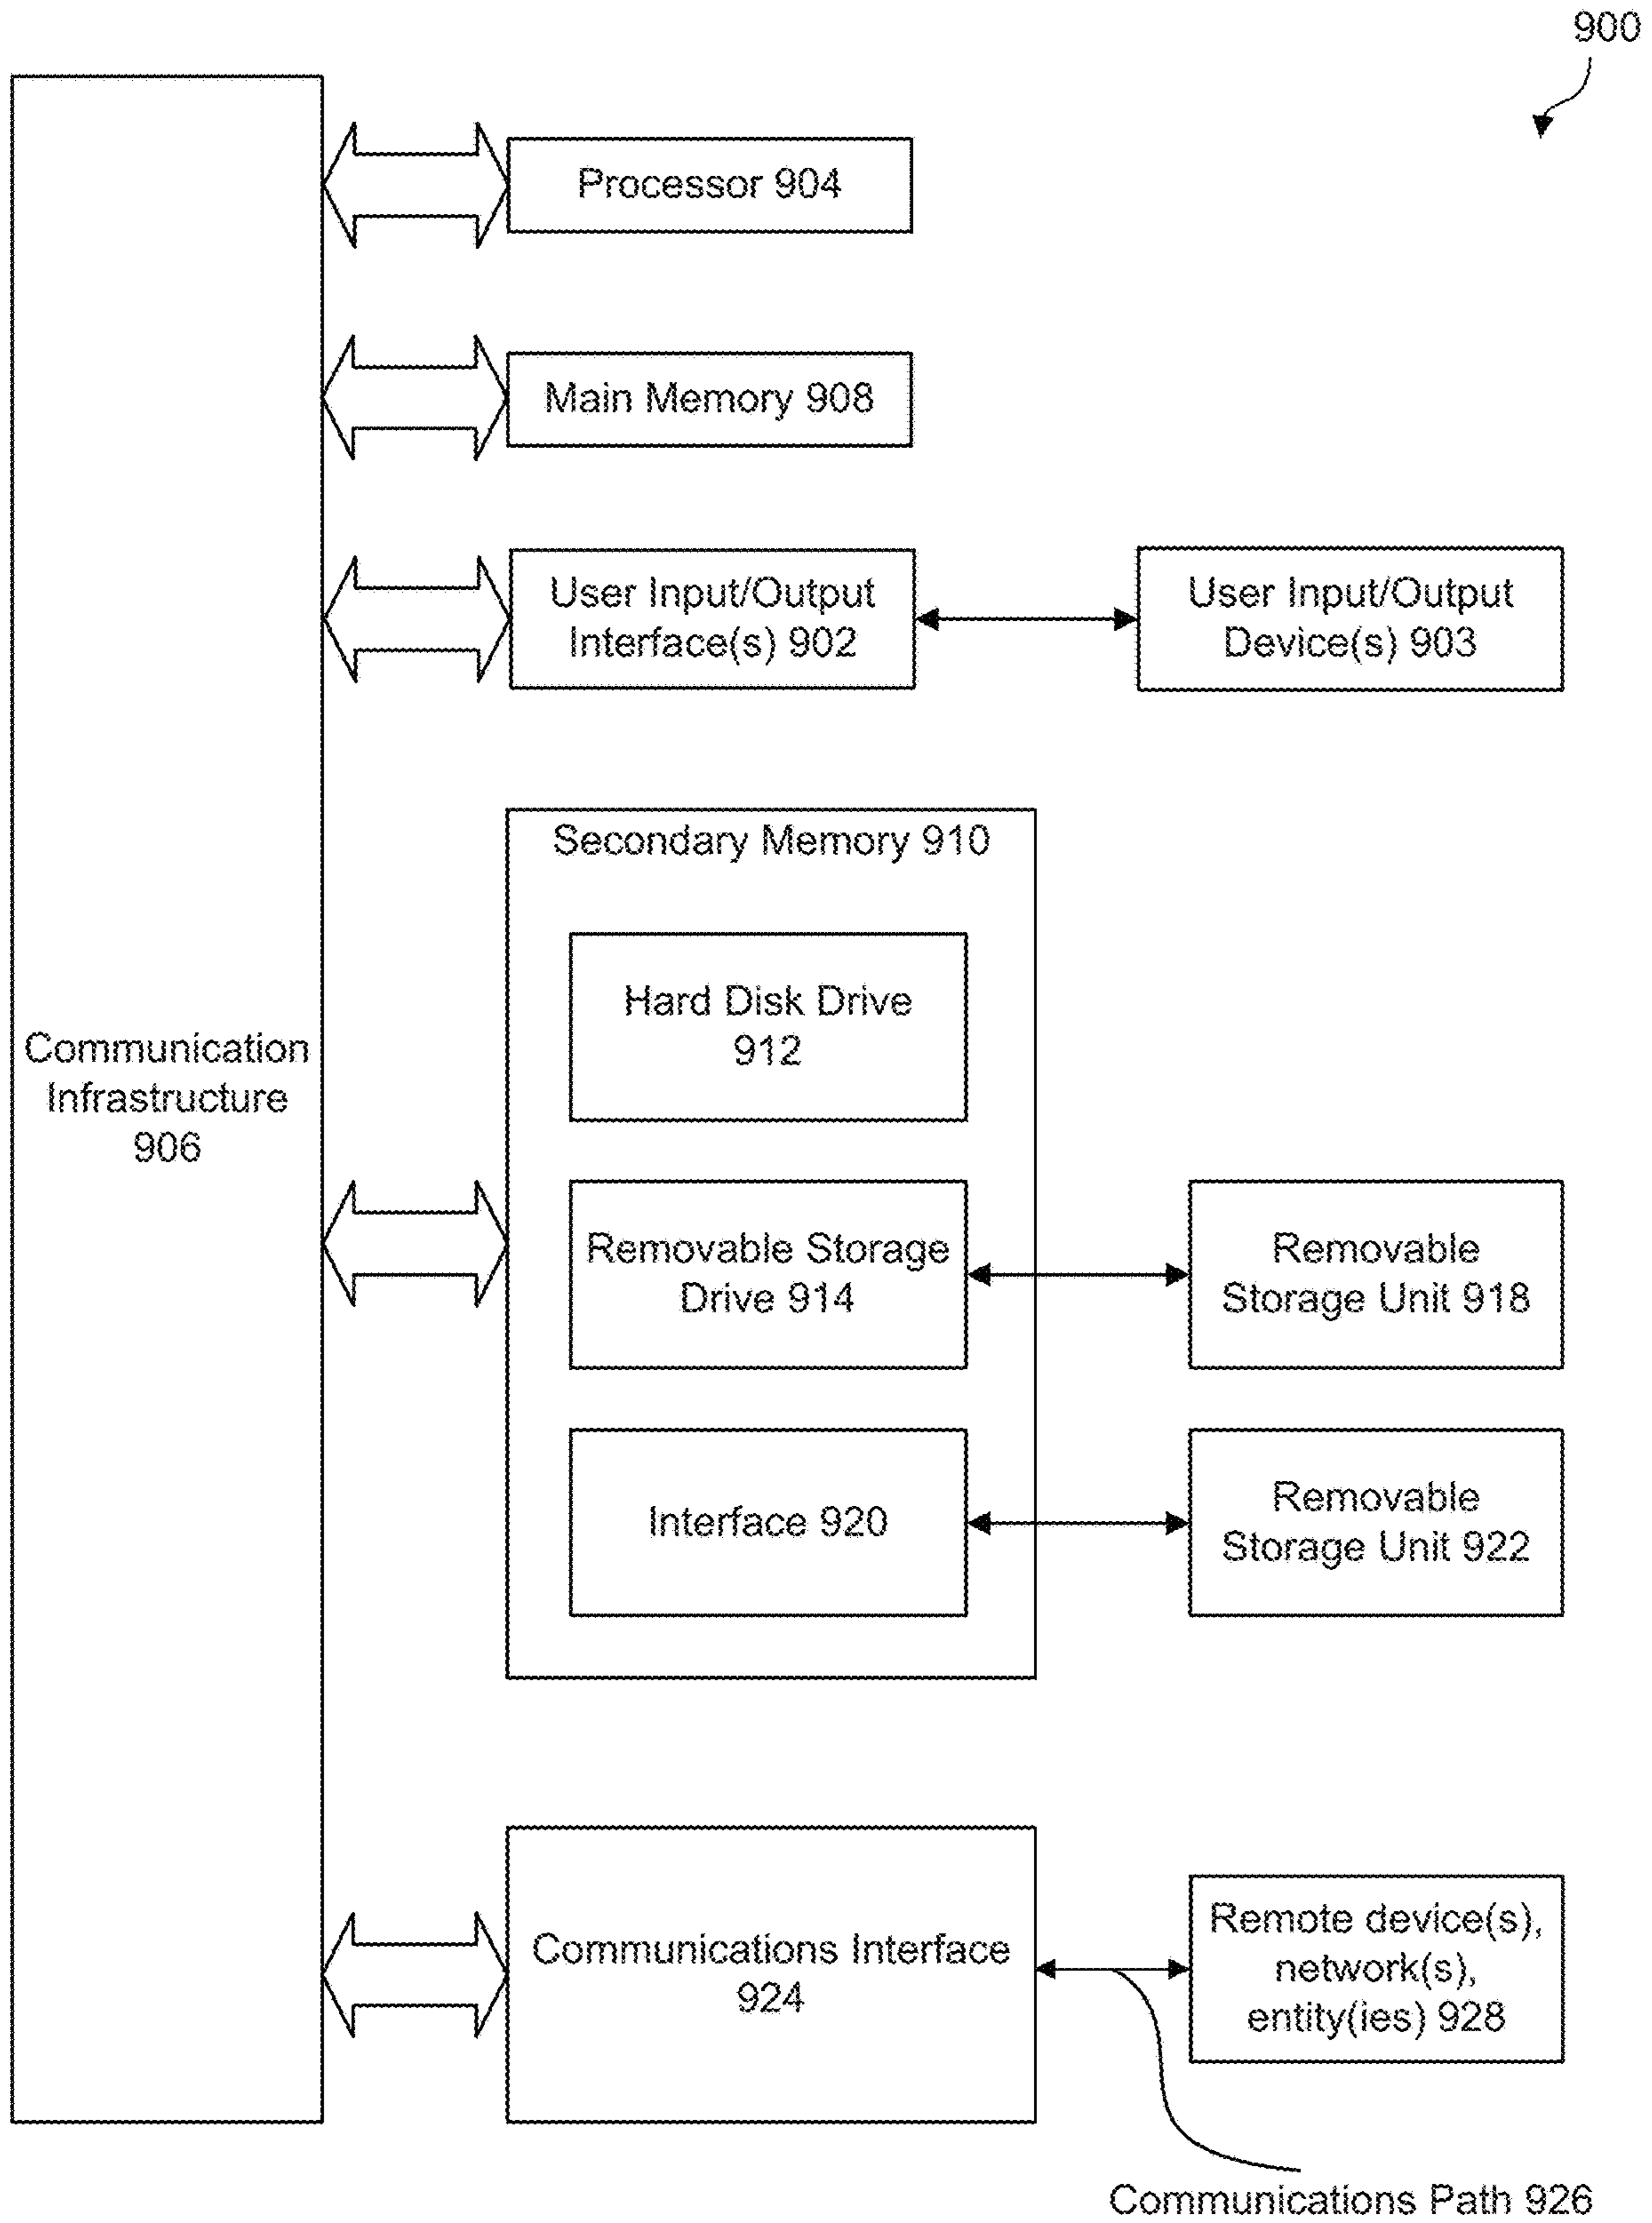 900
Processor 904
Main Memory 908
User Input/Output
Interface(s) 902
User Input/Output
Device(s) 903
Secondary Memory 910
Hard Disk Drive
912
Communication
Infrastructure
906
Removable Storage
Drive 914
Removable
Storage Unit 918
Interface 920
Removable
Storage Unit 922
Communications Interface
924
Remote device(s),
network(s),
entity(ies) 928
Communications Path 926